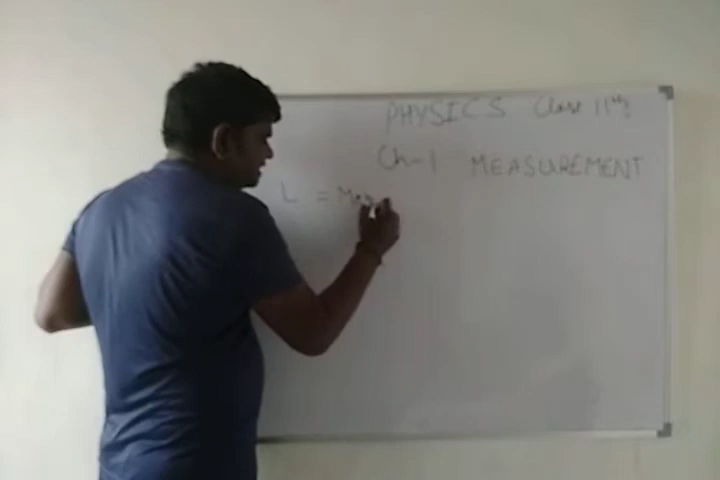 PHYSICS Class 11th
Ch-1 MEASUREMENT
L =